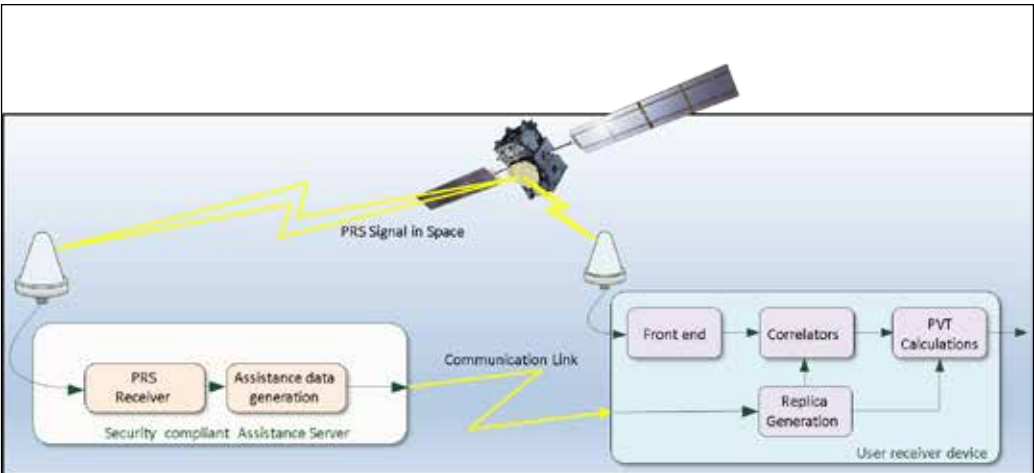 PRS Signal in Space
Communication Link
PRS
Receiver
Assistance data
generation
Security compliant Assistance Server
Front end
Correlators
PVT
Calculations
Replica
Generation
User receiver device